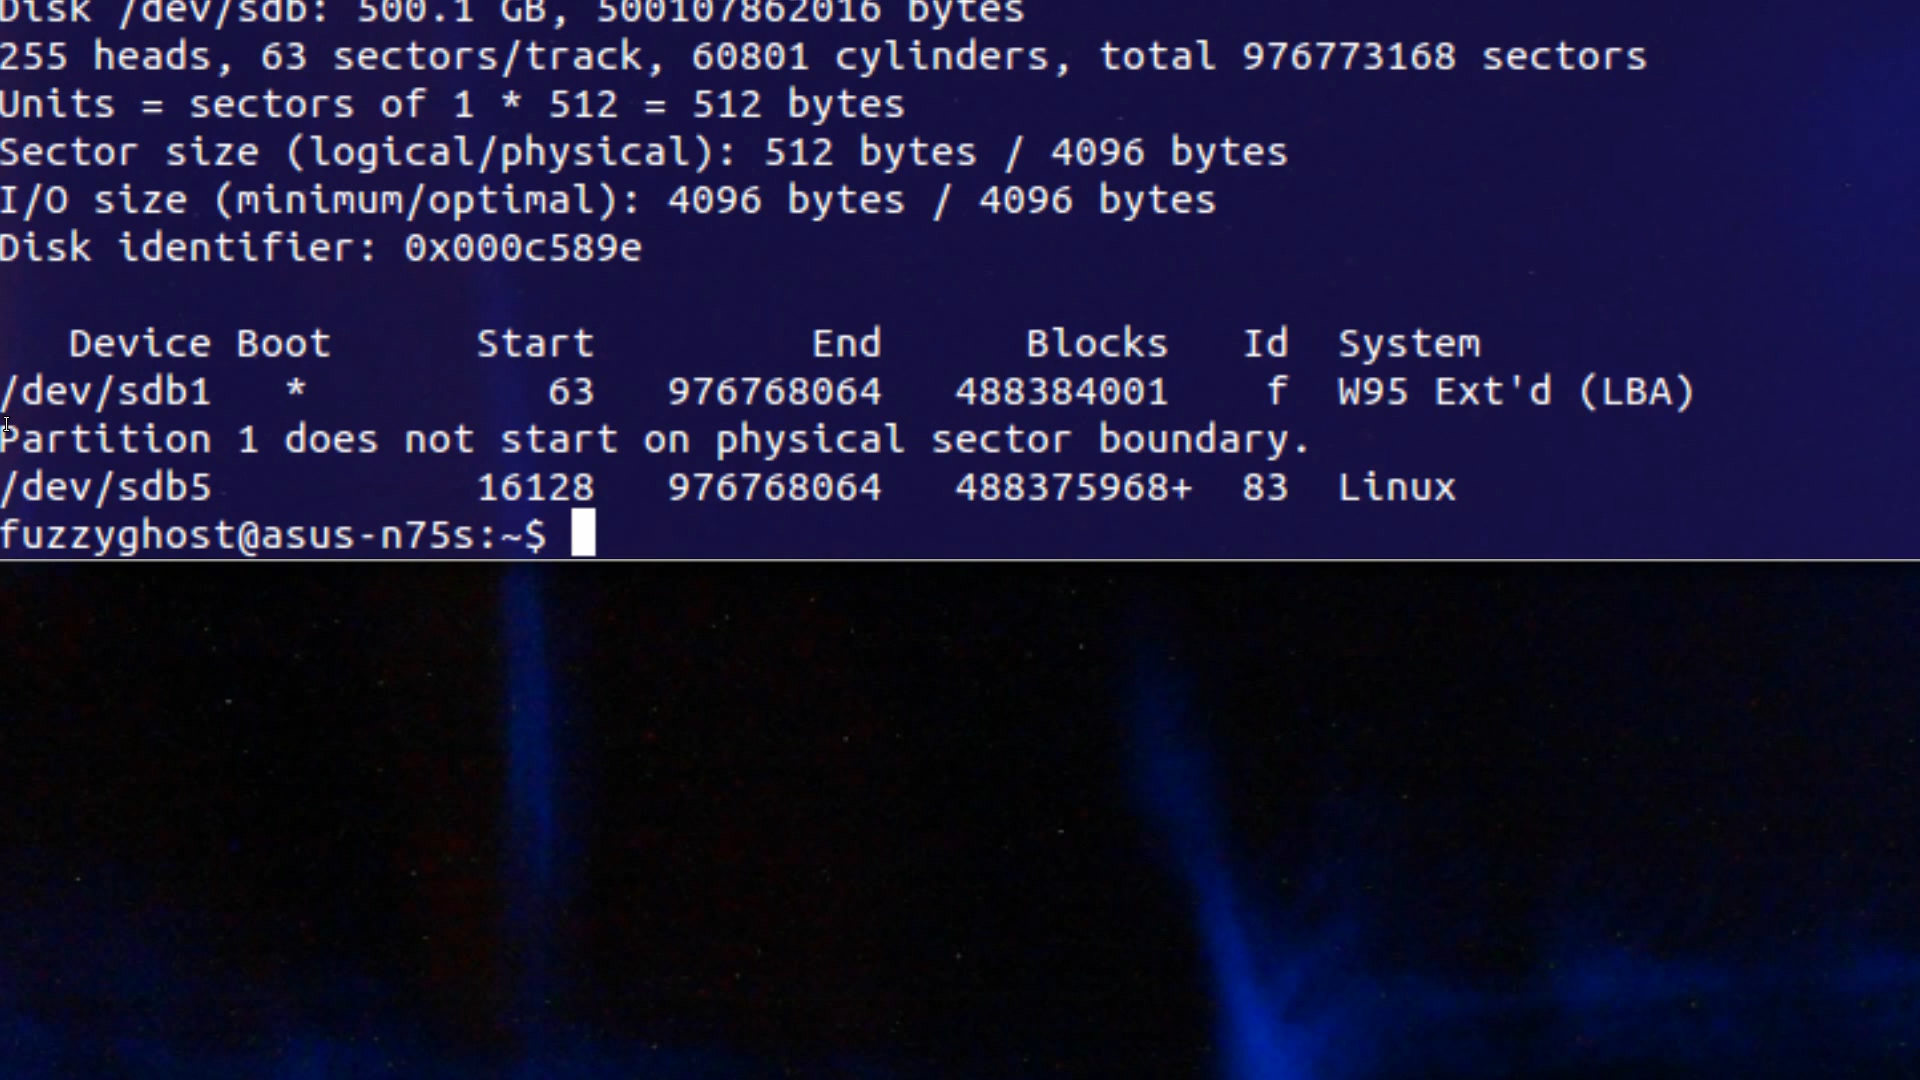 Disk /dev/sdb: 500.1 GB, 500107862016 bytes
255 heads, 63 sectors/track, 60801 cylinders, total 976773168 sectors
Units = sectors of 1 * 512 = 512 bytes
Sector size (logical/physical): 512 bytes / 4096 bytes
I/O size (minimum/optimal): 4096 bytes / 4096 bytes
Disk identifier: 0x000c589e
Device Boot Start End Blocks Id System
/dev/sdb1 * 63 976768064 488384001 f W95 Ext'd (LBA)
Partition 1 does not start on physical sector boundary.
/dev/sdb5 16128 976768064 488375968+ 83 Linux
fuzzyghost@asus-n75s:~$